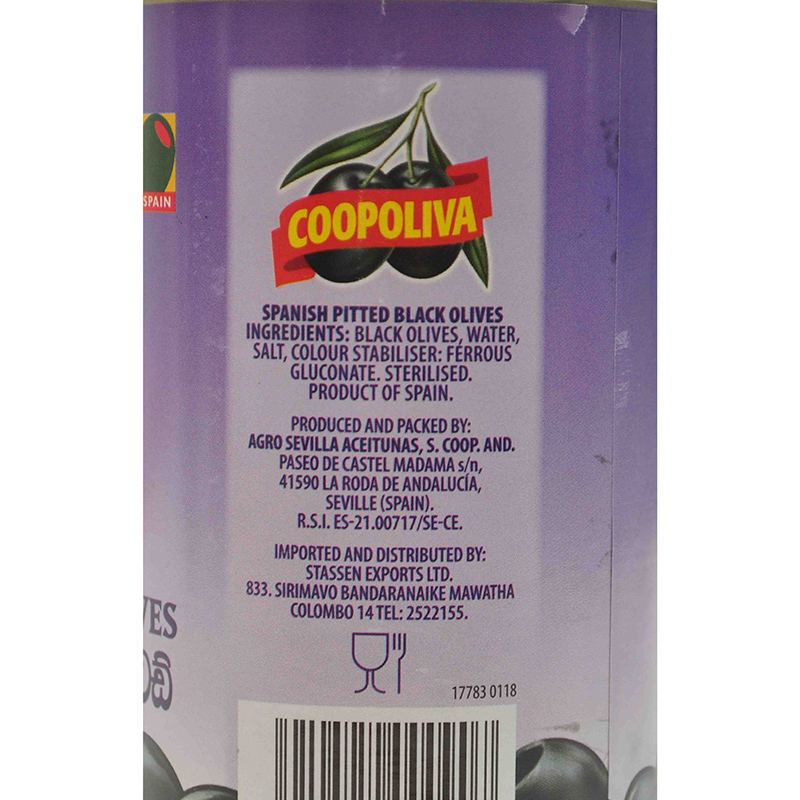 SPAIN
COOPOLIVA
SPANISH PITTED BLACK OLIVES
INGREDIENTS: BLACK OLIVES, WATER,
SALT, COLOUR STABILISER: FERROUS
GLUCONATE. STERILISED.
PRODUCT OF SPAIN.
PRODUCED AND PACKED BY:
AGRO SEVILLA ACEITUNAS, S. COOP. AND.
PASEO DE CASTEL MADAMA s/n,
41590 LA RODA DE ANDALUCÍA,
SEVILLE (SPAIN).
R.S.I. ES-21.00717/SE-CE.
IMPORTED AND DISTRIBUTED BY:
STASSEN EXPORTS LTD.
833. SIRIMAVO BANDARANAIKE MAWATHA
COLOMBO 14 TEL: 2522155.
VES
17783 0118